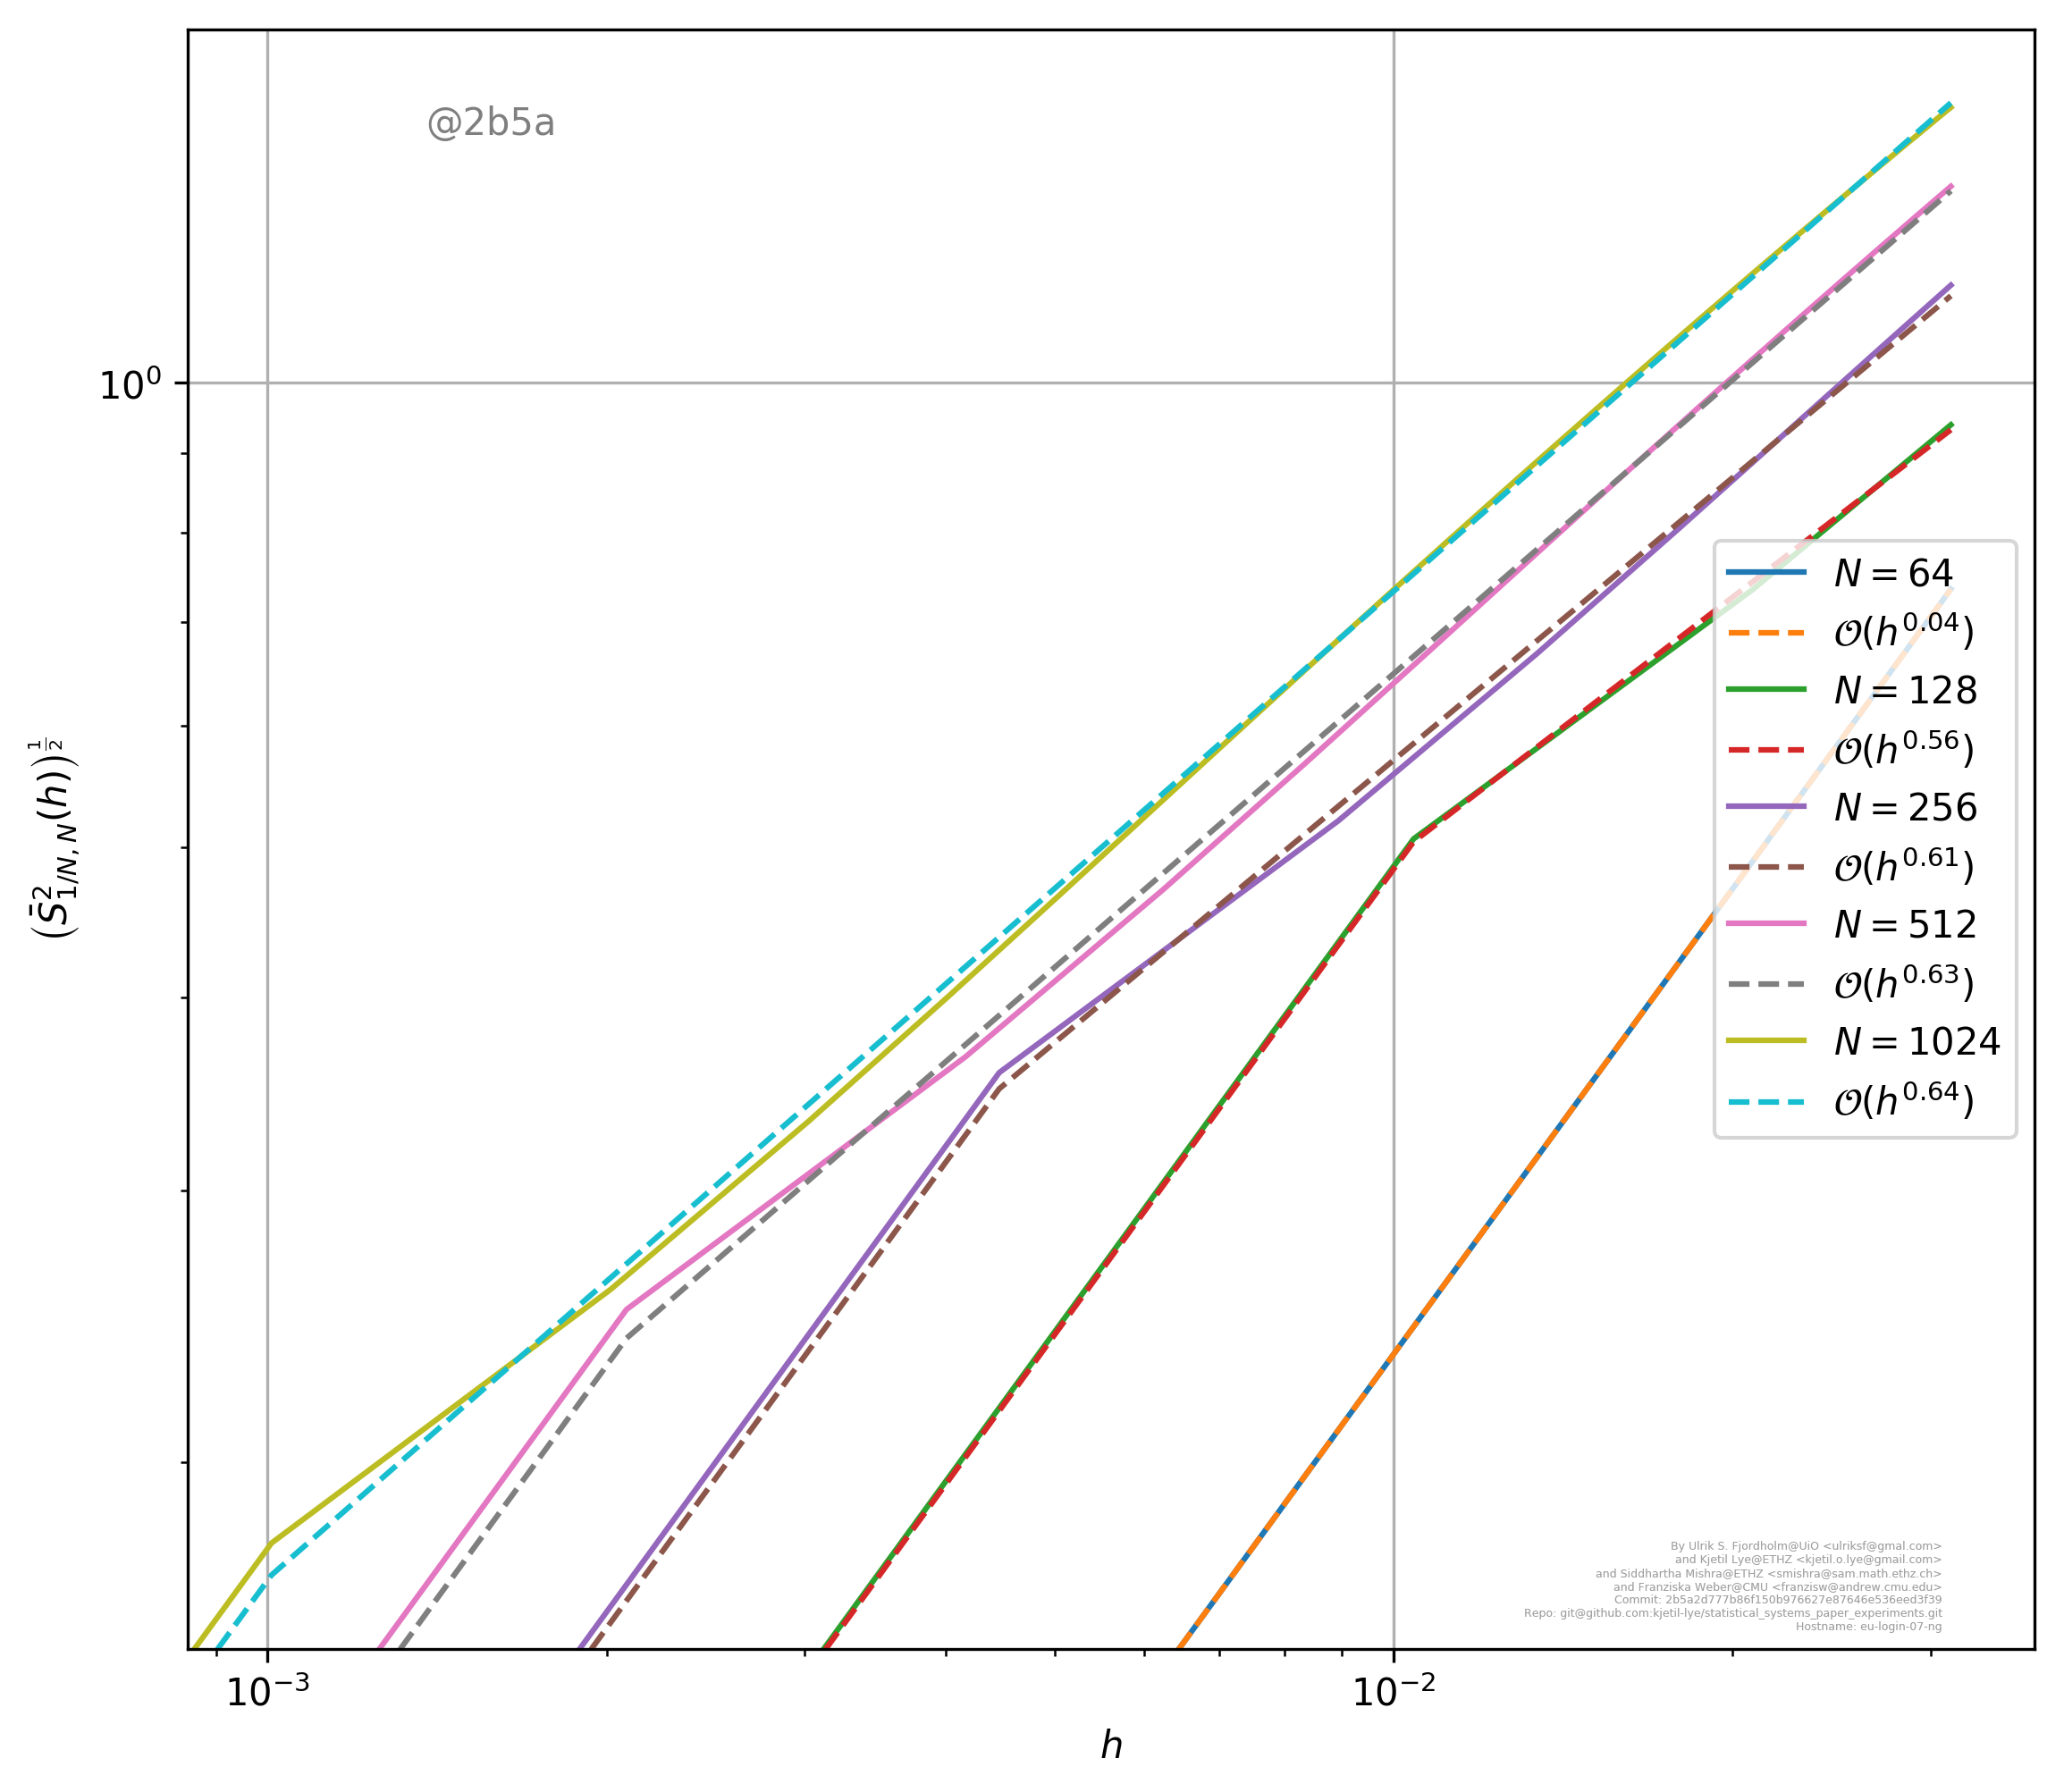 @2b5a
10⁰
(S̄²_{1/N, N}(h))^{1/2}
N = 64
𝒪(h^{0.04})
N = 128
𝒪(h^{0.56})
N = 256
𝒪(h^{0.61})
N = 512
𝒪(h^{0.63})
N = 1024
𝒪(h^{0.64})
By Ulrik S. Fjordholm@UiO <ulriksf@gmal.com>
and Kjetil Lye@ETHZ <kjetil.o.lye@gmail.com>
and Siddhartha Mishra@ETHZ <smishra@sam.math.ethz.ch>
and Franziska Weber@CMU <franzisw@andrew.cmu.edu>
Commit: 2b5a2d777b86f150b976627e87646e536eed3f39
Repo: git@github.com:kjetil-lye/statistical_systems_paper_experiments.git
Hostname: eu-login-07-ng
10⁻³
10⁻²
h